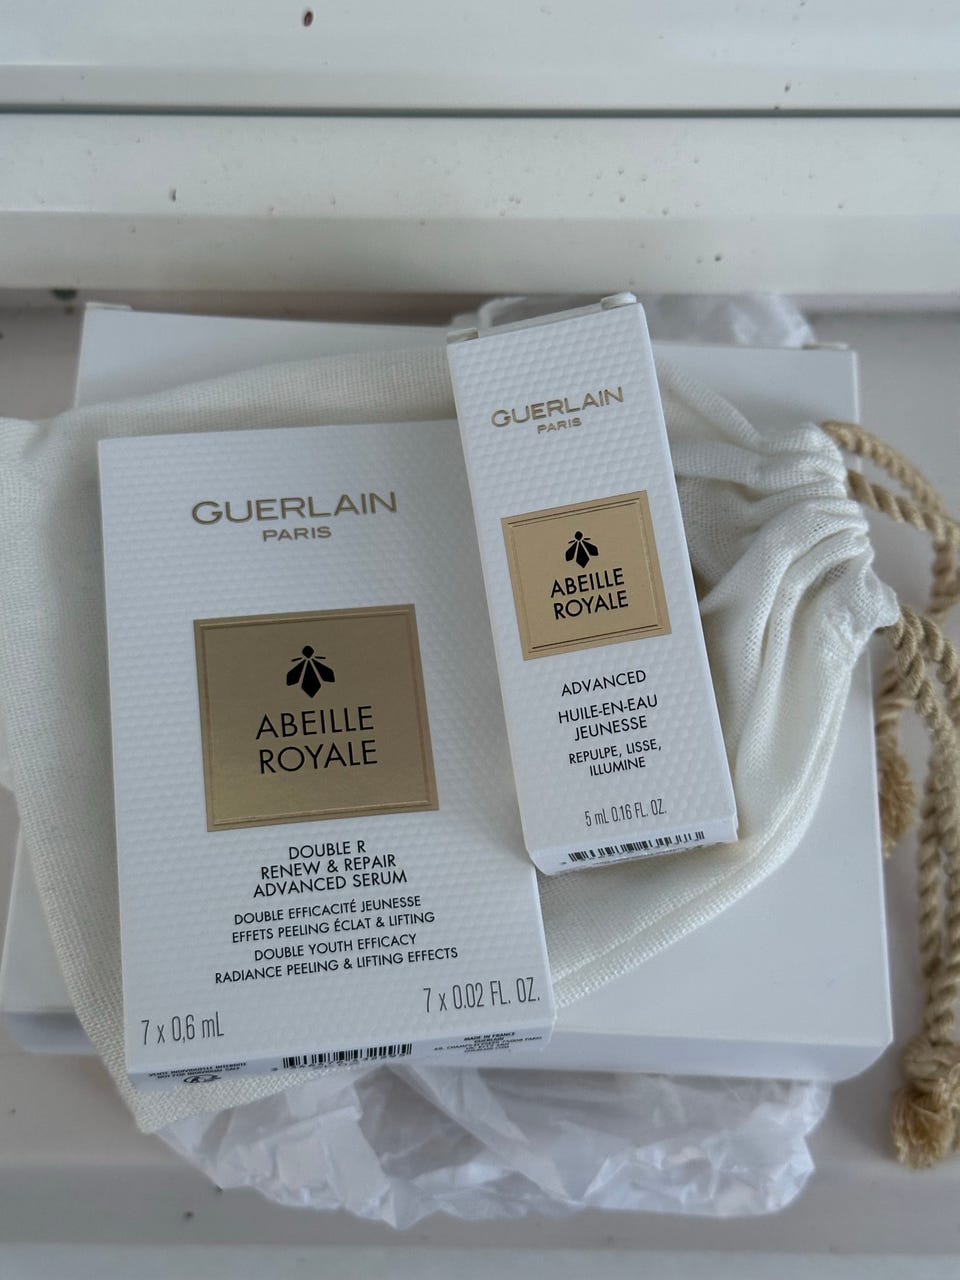 GUERLAIN
PARIS
ABEILLE
ROYALE
DOUBLE R
RENEW & REPAIR
ADVANCED SERUM
DOUBLE EFFICACITÉ JEUNESSE
EFFETS PEELING ÉCLAT & LIFTING
DOUBLE YOUTH EFFICACY
RADIANCE PEELING & LIFTING EFFECTS
7 x 0,6 mL
7 x 0.02 FL. OZ.
MADE IN FRANCE
GUERLAIN
GUERLAIN
PARIS
ABEILLE
ROYALE
ADVANCED
HUILE-EN-EAU
JEUNESSE
REPULPE, LISSE,
ILLUMINE
5 mL 0.16 FL. OZ.